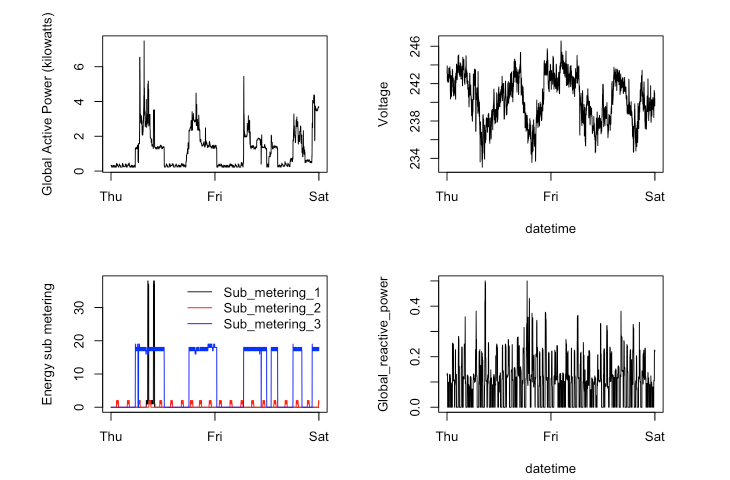 Global Active Power (kilowatts)
0 2 4 6
Thu Fri Sat
Voltage
234 238 242 246
Thu Fri Sat
datetime
Energy sub metering
0 10 20 30
Sub_metering_1
Sub_metering_2
Sub_metering_3
Thu Fri Sat
Global_reactive_power
0.0 0.2 0.4
Thu Fri Sat
datetime